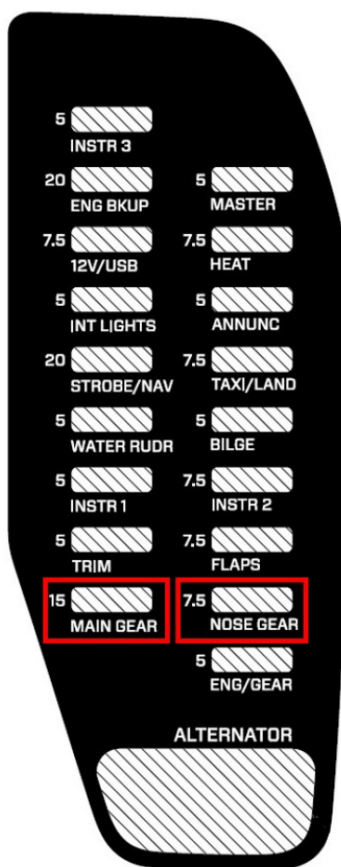 5
INSTR 3
20 5
ENG BKUP MASTER
7.5 7.5
12V/USB HEAT
5 5
INT LIGHTS ANNUNC
20 7.5
STROBE/NAV TAXI/LAND
5 5
WATER RUDR BILGE
5 7.5
INSTR 1 INSTR 2
5 7.5
TRIM FLAPS
15 7.5
MAIN GEAR NOSE GEAR
5
ENG/GEAR
ALTERNATOR